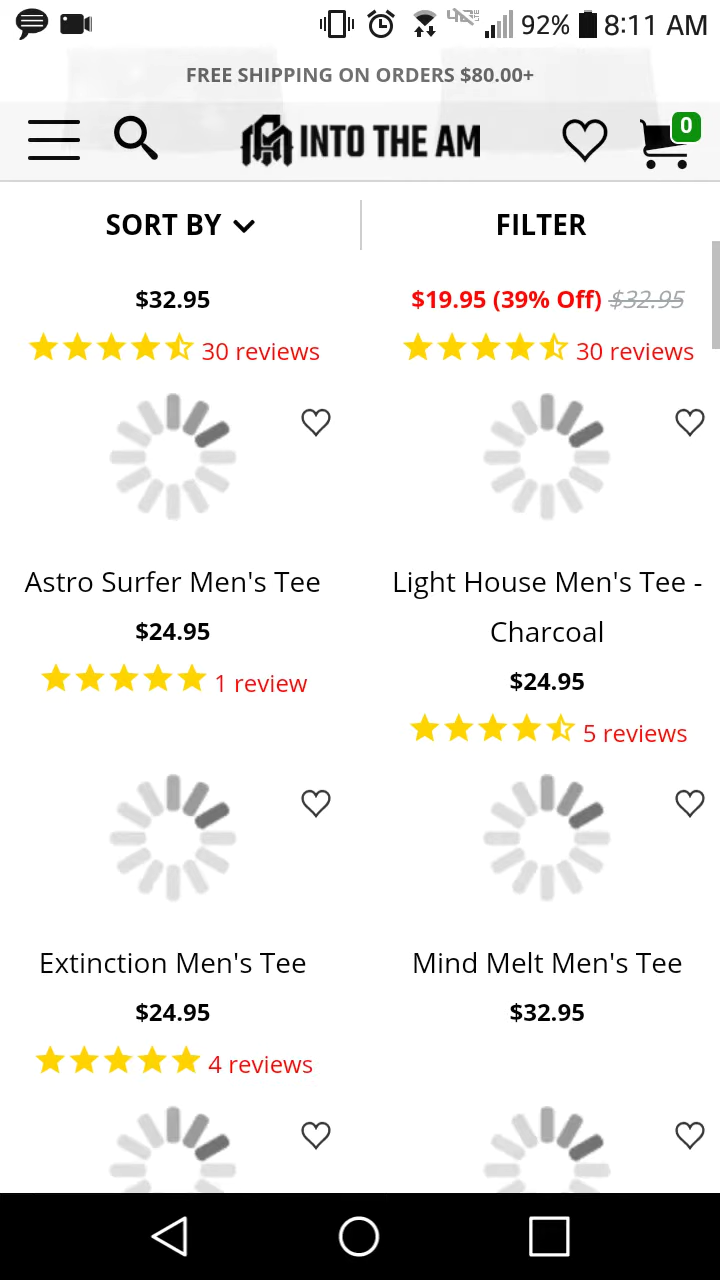 92% 8:11 AM
FREE SHIPPING ON ORDERS $80.00+
INTO THE AM
0
SORT BY
FILTER
$32.95
$19.95 (39% Off) $32.95
30 reviews
30 reviews
Astro Surfer Men's Tee
$24.95
1 review
Light House Men's Tee -
Charcoal
$24.95
5 reviews
Extinction Men's Tee
$24.95
4 reviews
Mind Melt Men's Tee
$32.95